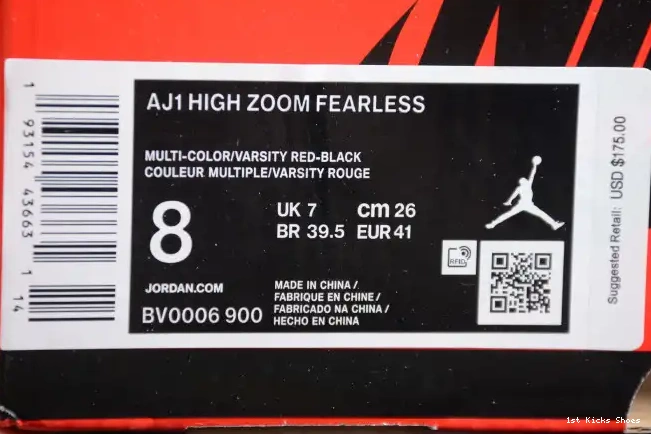 AJ1 HIGH ZOOM FEARLESS
MULTI-COLOR/VARSITY RED-BLACK
COULEUR MULTIPLE/VARSITY ROUGE
8
UK 7 cm 26
BR 39.5 EUR 41
RFID
JORDAN.COM
BV0006 900
MADE IN CHINA /
FABRIQUE EN CHINE /
FABRICADO NA CHINA /
HECHO EN CHINA
1 93154 43663 1
14
Suggested Retail: USD $175.00
1st Kicks Shoes